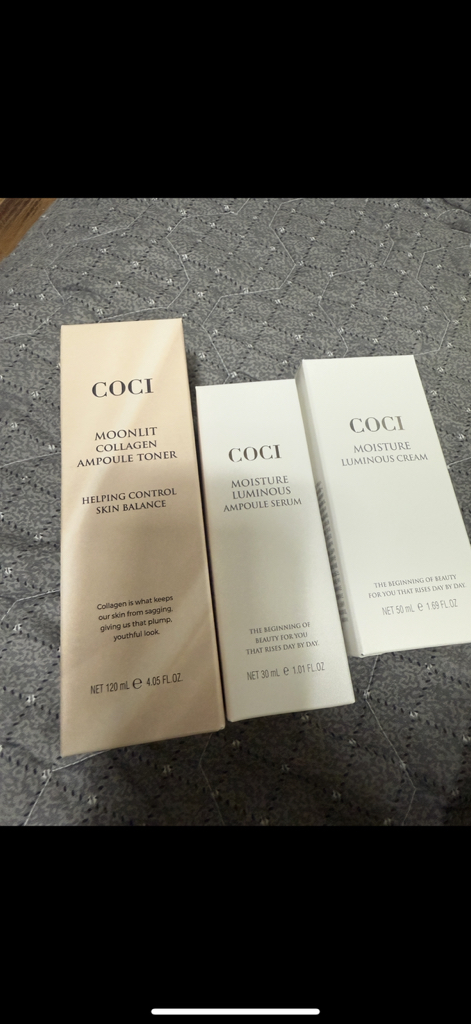 COCI
MOONLIT
COLLAGEN
AMPOULE TONER
HELPING CONTROL
SKIN BALANCE
Collagen is what keeps
our skin from sagging,
giving us that plump,
youthful look.
NET 120 mL ℮ 4.05 FL.OZ.
COCI
MOISTURE
LUMINOUS
AMPOULE SERUM
THE BEGINNING OF
BEAUTY FOR YOU
THAT RISES DAY BY DAY.
NET 30 mL ℮ 1.01 FL.OZ
COCI
MOISTURE
LUMINOUS CREAM
THE BEGINNING OF BEAUTY
FOR YOU THAT RISES DAY BY DAY.
NET 50 mL ℮ 1.69 FL.OZ